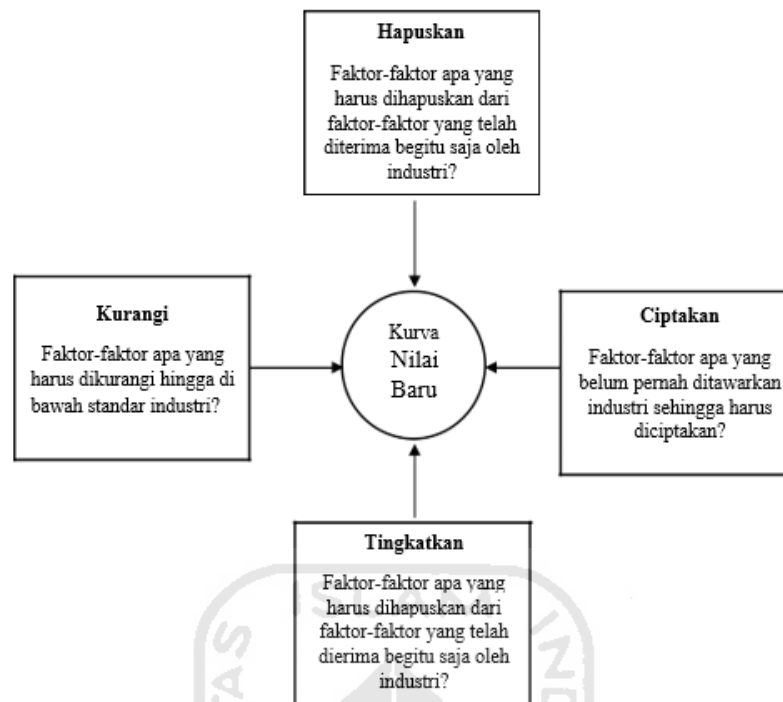 Hapuskan
Faktor-faktor apa yang
harus dihapuskan dari
faktor-faktor yang telah
diterima begitu saja oleh
industri?
Kurangi
Faktor-faktor apa yang
harus dikurangi hingga di
bawah standar industri?
Kurva
Nilai
Baru
Ciptakan
Faktor-faktor apa yang
belum pernah ditawarkan
industri sehingga harus
diciptakan?
Tingkatkan
Faktor-faktor apa yang
harus dihapuskan dari
faktor-faktor yang telah
dierima begitu saja oleh
industri?
ISLAM